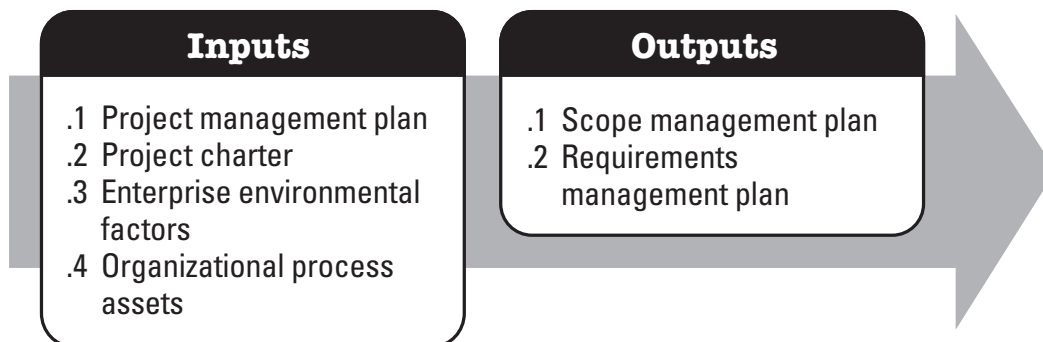 Inputs
.1 Project management plan
.2 Project charter
.3 Enterprise environmental
factors
.4 Organizational process
assets
Outputs
.1 Scope management plan
.2 Requirements
management plan